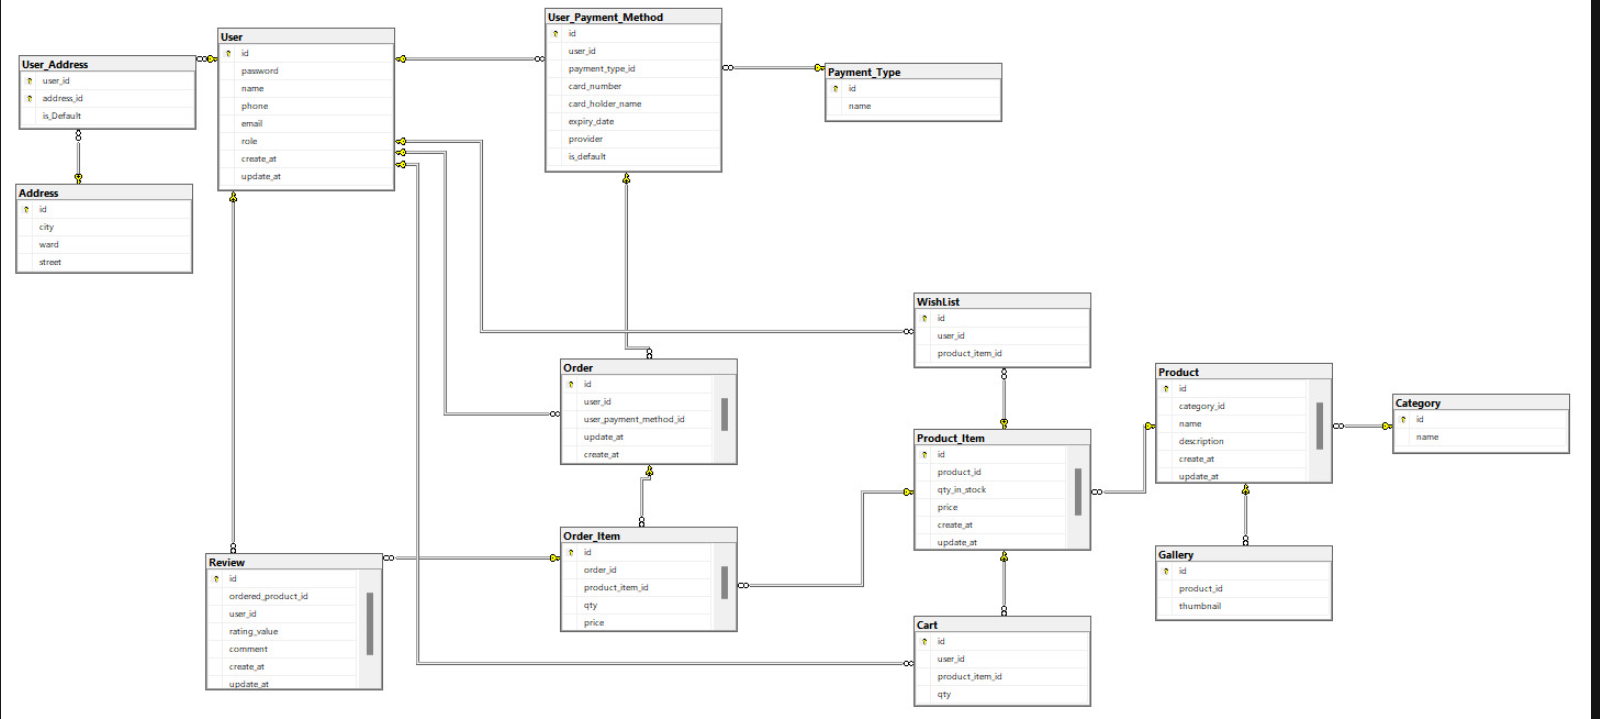 User_Address
user_id
address_id
is_Default
Address
id
city
ward
street
User
id
password
name
phone
email
role
create_at
update_at
User_Payment_Method
id
user_id
payment_type_id
card_number
card_holder_name
expiry_date
provider
is_default
Payment_Type
id
name
WishList
id
user_id
product_item_id
Order
id
user_id
user_payment_method_id
update_at
create_at
Product_Item
id
product_id
qty_in_stock
price
create_at
update_at
Product
id
category_id
name
description
create_at
update_at
Category
id
name
Review
id
ordered_product_id
user_id
rating_value
comment
create_at
update_at
Order_Item
id
order_id
product_item_id
qty
price
Cart
id
user_id
product_item_id
qty
Gallery
id
product_id
thumbnail